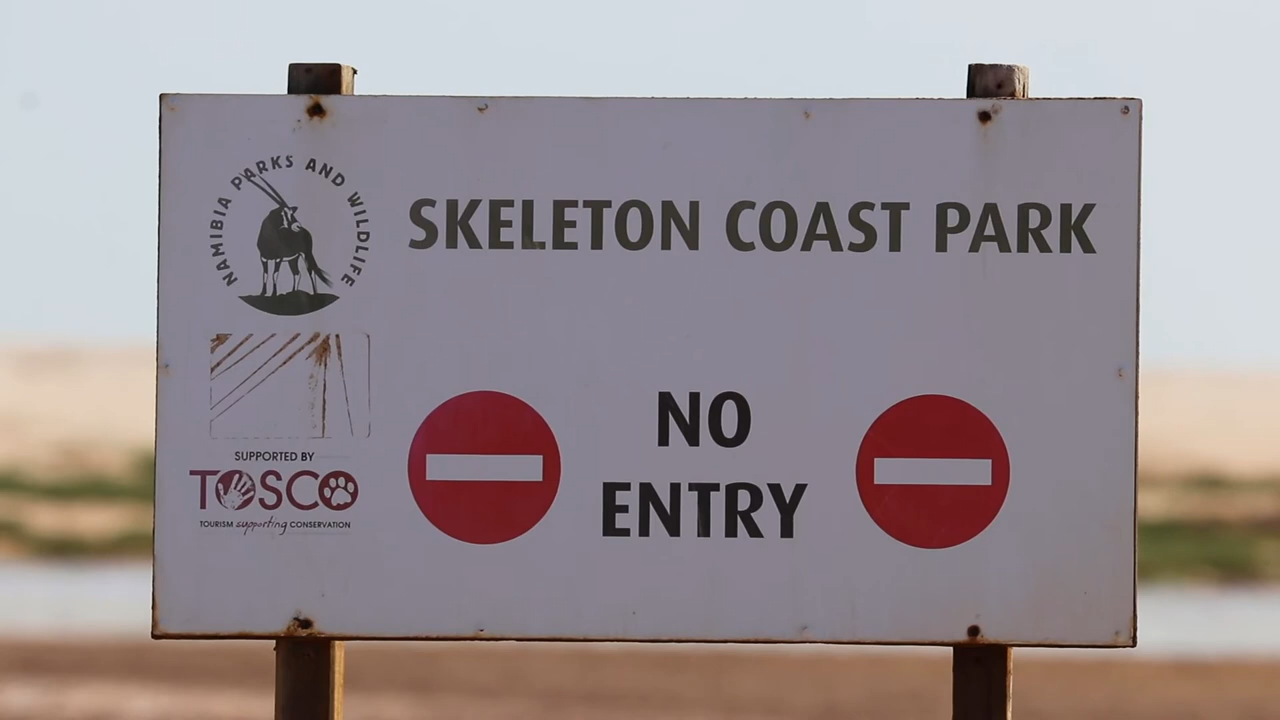 NAMIBIA PARKS AND WILDLIFE
SKELETON COAST PARK
NO
ENTRY
SUPPORTED BY
TOSCO
TOURISM supporting CONSERVATION